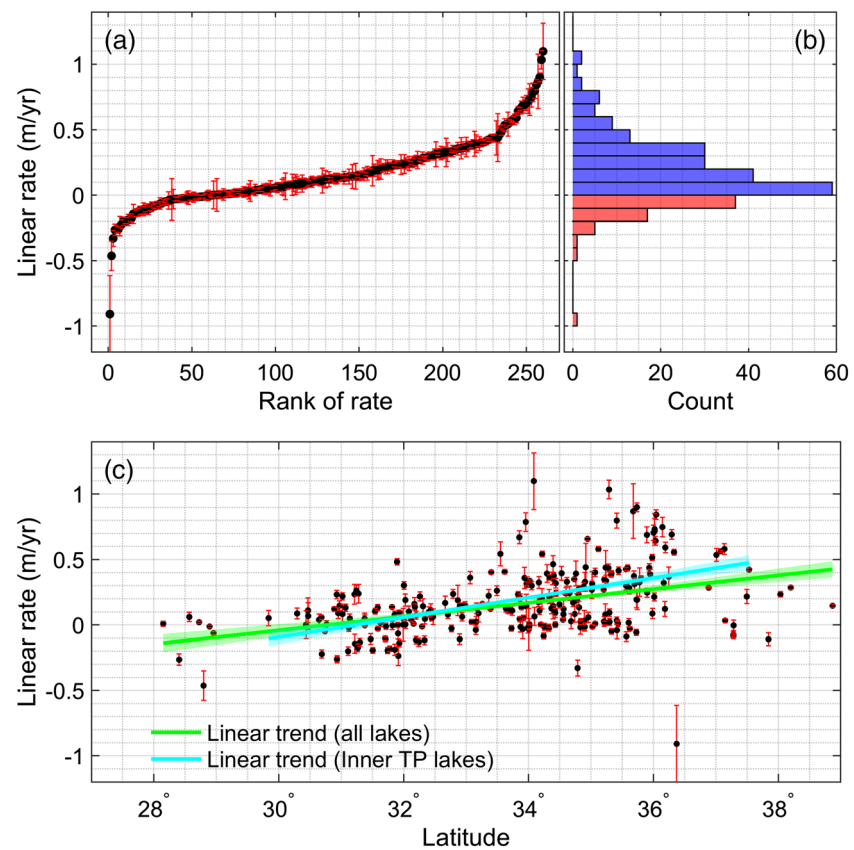 (a)
(b)
Linear rate (m/yr)
1
0.5
0
-0.5
-1
0 50 100 150 200 250
0 20 40 60
Rank of rate
Count
(c)
Linear rate (m/yr)
1
0.5
0
-0.5
-1
Linear trend (all lakes)
Linear trend (Inner TP lakes)
28° 30° 32° 34° 36° 38°
Latitude